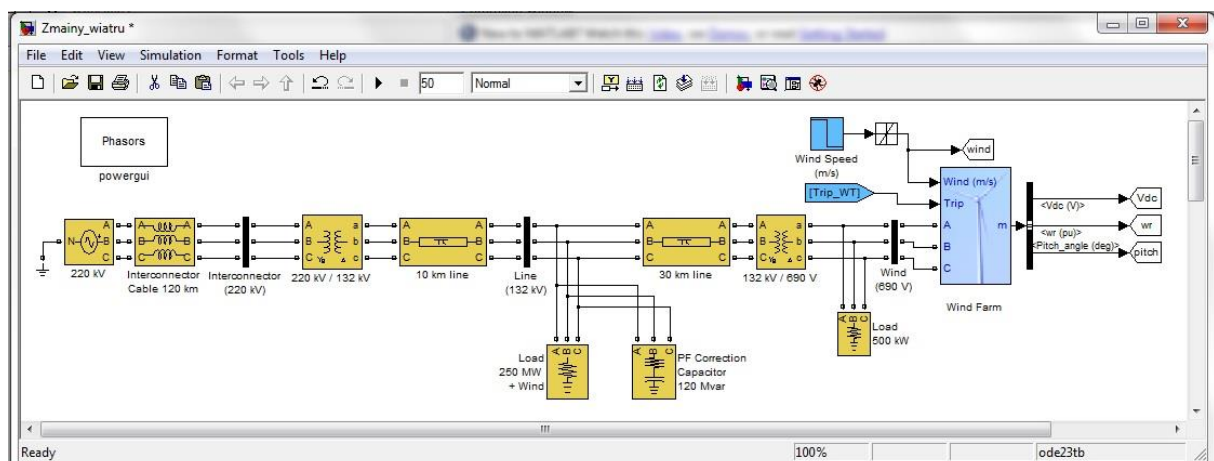 Zmainy_wiatru *
File Edit View Simulation Format Tools Help
50 Normal
Phasors
powergui
Wind Speed
(m/s)
wind
[Trip_WT]
Wind (m/s)
Trip
A
B
C
m
Wind Farm
<Vdc (V)>
<wr (pu)>
<Pitch_angle (deg)>
Vdc
wr
pitch
N
A
B
C
220 kV
A A
B B
C C
Interconnector
Cable 120 km
Interconnector
(220 kV)
A a
B b
C c
220 kV / 132 kV
A A
B B
C C
10 km line
Line
(132 kV)
A A
B B
C C
30 km line
A a
B b
C c
132 kV / 690 V
Wind
(690 V)
A B C
Load
250 MW
+ Wind
A B C
PF Correction
Capacitor
120 Mvar
A B C
Load
500 kW
Ready 100% ode23tb